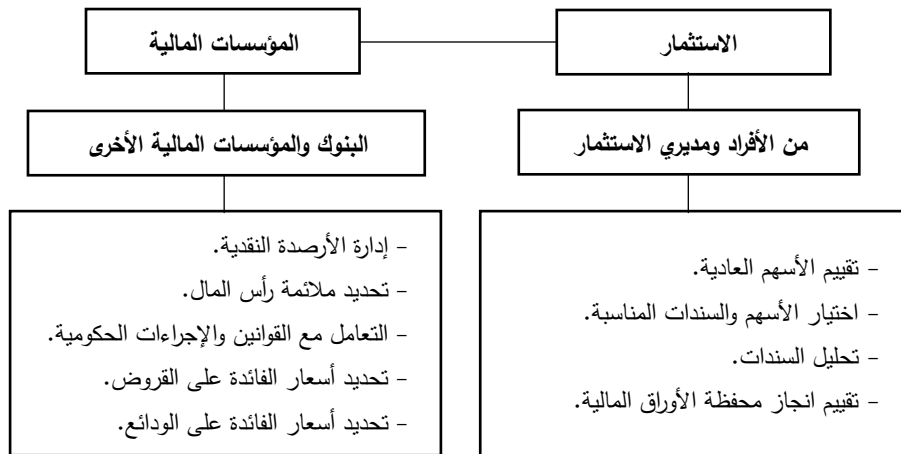 الاستثمار
المؤسسات المالية
من الأفراد ومديري الاستثمار
البنوك والمؤسسات المالية الأخرى
- تقييم الأسهم العادية.
- اختيار الأسهم والسندات المناسبة.
- تحليل السندات.
- تقييم انجاز محفظة الأوراق المالية.
- إدارة الأرصدة النقدية.
- تحديد ملائمة رأس المال.
- التعامل مع القوانين والإجراءات الحكومية.
- تحديد أسعار الفائدة على القروض.
- تحديد أسعار الفائدة على الودائع.